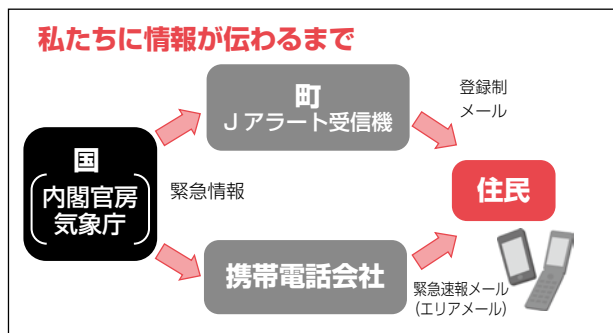 私たちに情報が伝わるまで
町
Jアラート受信機
登録制
メール
国
内閣官房
気象庁
緊急情報
住民
携帯電話会社
緊急速報メール
(エリアメール)